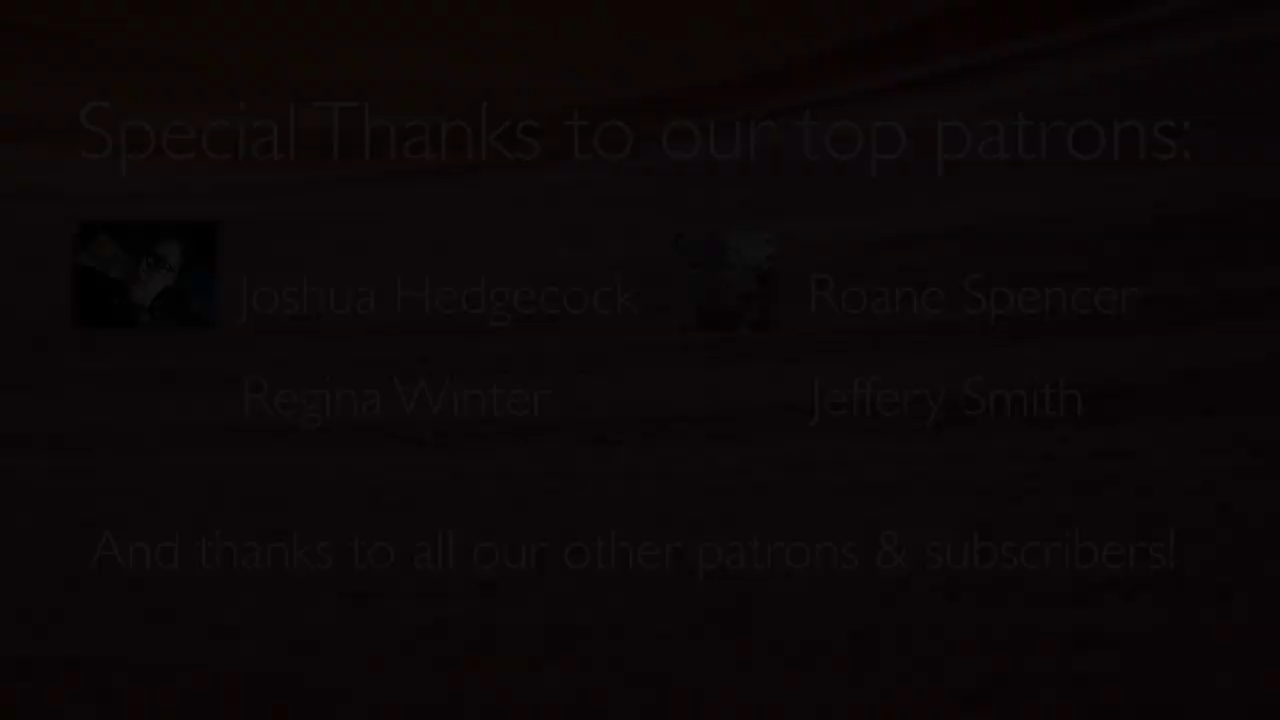 Special Thanks to our top patrons:
Joshua Hedgecock Roane Spencer
Regina Winter Jeffery Smith
And thanks to all our other patrons & subscribers!